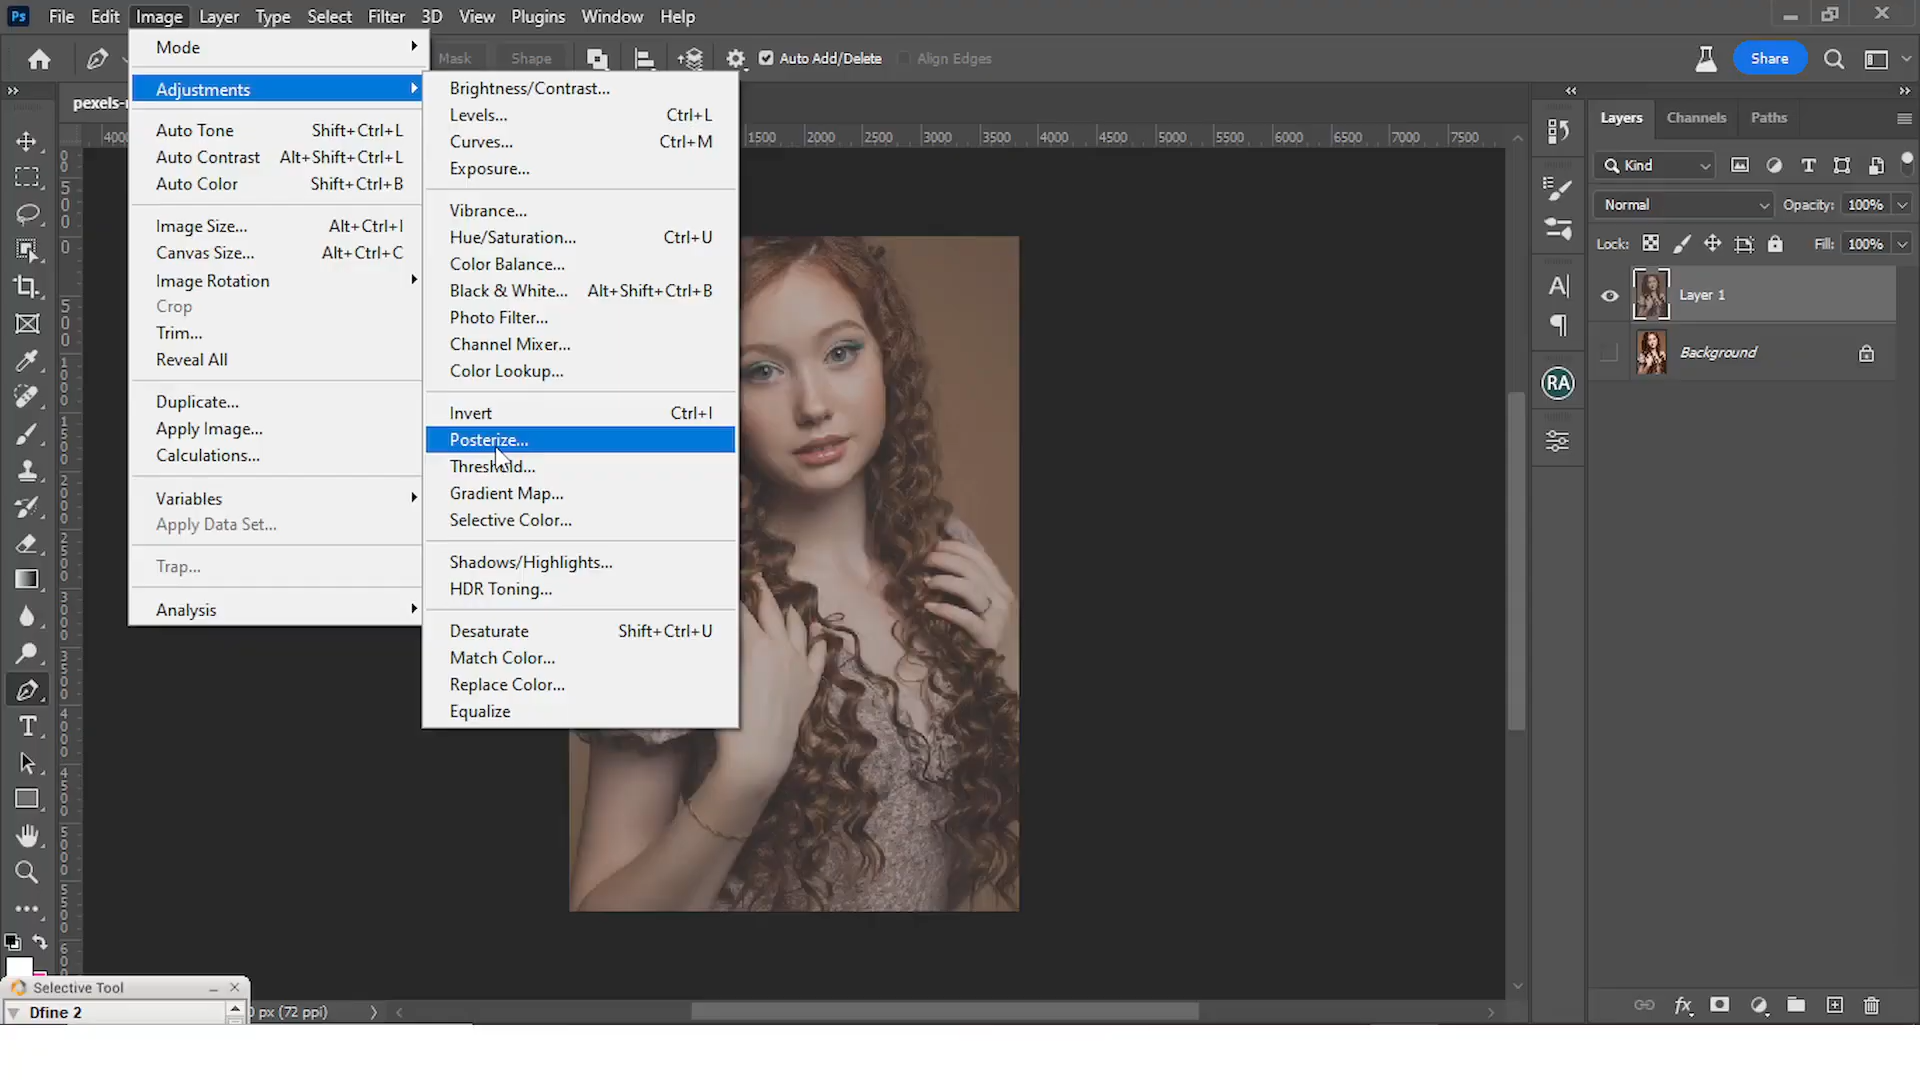 Ps File Edit Image Layer Type Select Filter 3D View Plugins Window Help
Mask Shape Auto Add/Delete Align Edges Share
pexels-
Mode
Adjustments
Auto Tone Shift+Ctrl+L
Auto Contrast Alt+Shift+Ctrl+L
Auto Color Shift+Ctrl+B
Image Size... Alt+Ctrl+I
Canvas Size... Alt+Ctrl+C
Image Rotation
Crop
Trim...
Reveal All
Duplicate...
Apply Image...
Calculations...
Variables
Apply Data Set...
Trap...
Analysis
Brightness/Contrast...
Levels... Ctrl+L
Curves... Ctrl+M
Exposure...
Vibrance...
Hue/Saturation... Ctrl+U
Color Balance...
Black & White... Alt+Shift+Ctrl+B
Photo Filter...
Channel Mixer...
Color Lookup...
Invert Ctrl+I
Posterize...
Threshold...
Gradient Map...
Selective Color...
Shadows/Highlights...
HDR Toning...
Desaturate Shift+Ctrl+U
Match Color...
Replace Color...
Equalize
4000 1500 2000 2500 3000 3500 4000 4500 5000 5500 6000 6500 7000 7500
Layers Channels Paths
Kind
Normal Opacity: 100%
Lock: Fill: 100%
Layer 1
Background
RA
Selective Tool
Dfine 2
px (72 ppi)